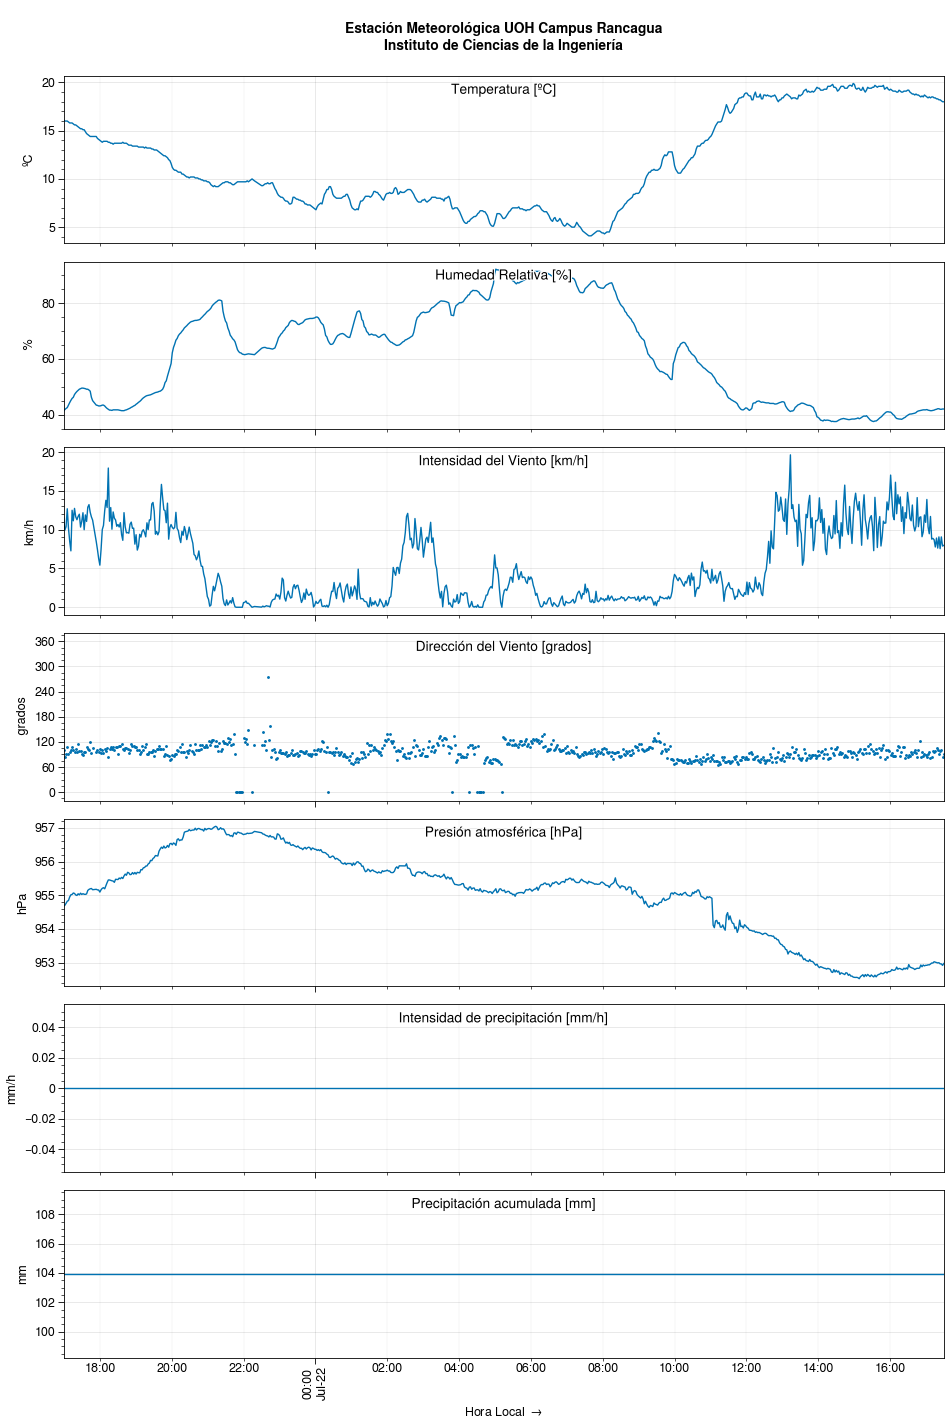 Estación Meteorológica UOH Campus Rancagua
Instituto de Ciencias de la Ingeniería
Temperatura [ºC]
20
15
10
5
ºC
Humedad Relativa [%]
80
60
40
%
Intensidad del Viento [km/h]
20
15
10
5
0
km/h
Dirección del Viento [grados]
360
300
240
180
120
60
0
grados
Presión atmosférica [hPa]
957
956
955
954
953
hPa
Intensidad de precipitación [mm/h]
0.04
0.02
0
−0.02
−0.04
mm/h
Precipitación acumulada [mm]
108
106
104
102
100
mm
18:00 20:00 22:00 00:00 02:00 04:00 06:00 08:00 10:00 12:00 14:00 16:00
Jul-22
Hora Local →